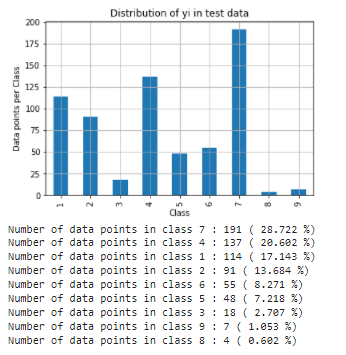 Distribution of yi in test data
Data points per Class
200
175
150
125
100
75
50
25
0
1 2 3 4 5 6 7 8 9
Class
Number of data points in class 7 : 191 ( 28.722 %)
Number of data points in class 4 : 137 ( 20.602 %)
Number of data points in class 1 : 114 ( 17.143 %)
Number of data points in class 2 : 91 ( 13.684 %)
Number of data points in class 6 : 55 ( 8.271 %)
Number of data points in class 5 : 48 ( 7.218 %)
Number of data points in class 3 : 18 ( 2.707 %)
Number of data points in class 9 : 7 ( 1.053 %)
Number of data points in class 8 : 4 ( 0.602 %)